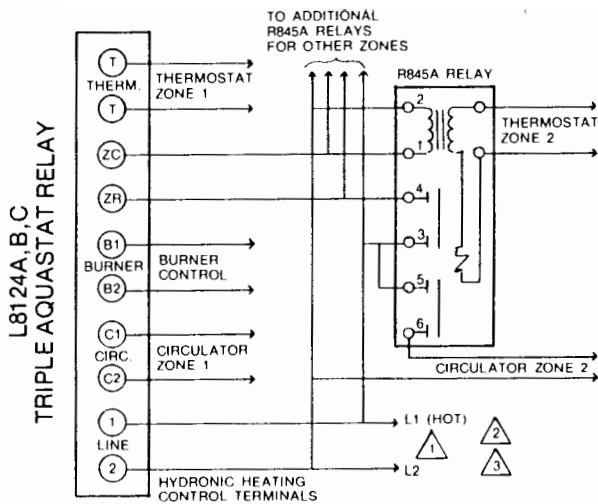 TO ADDITIONAL
R845A RELAYS
FOR OTHER ZONES
R845A RELAY
L8124A,B,C
TRIPLE AQUASTAT RELAY
T
THERM.
T
THERMOSTAT
ZONE 1
ZC
ZR
B1
BURNER
B2
BURNER
CONTROL
C1
CIRC.
C2
CIRCULATOR
ZONE 1
1
LINE
2
HYDRONIC HEATING
CONTROL TERMINALS
2
1
4
3
5
6
THERMOSTAT
ZONE 2
CIRCULATOR ZONE 2
L1 (HOT)
L2
1
2
3